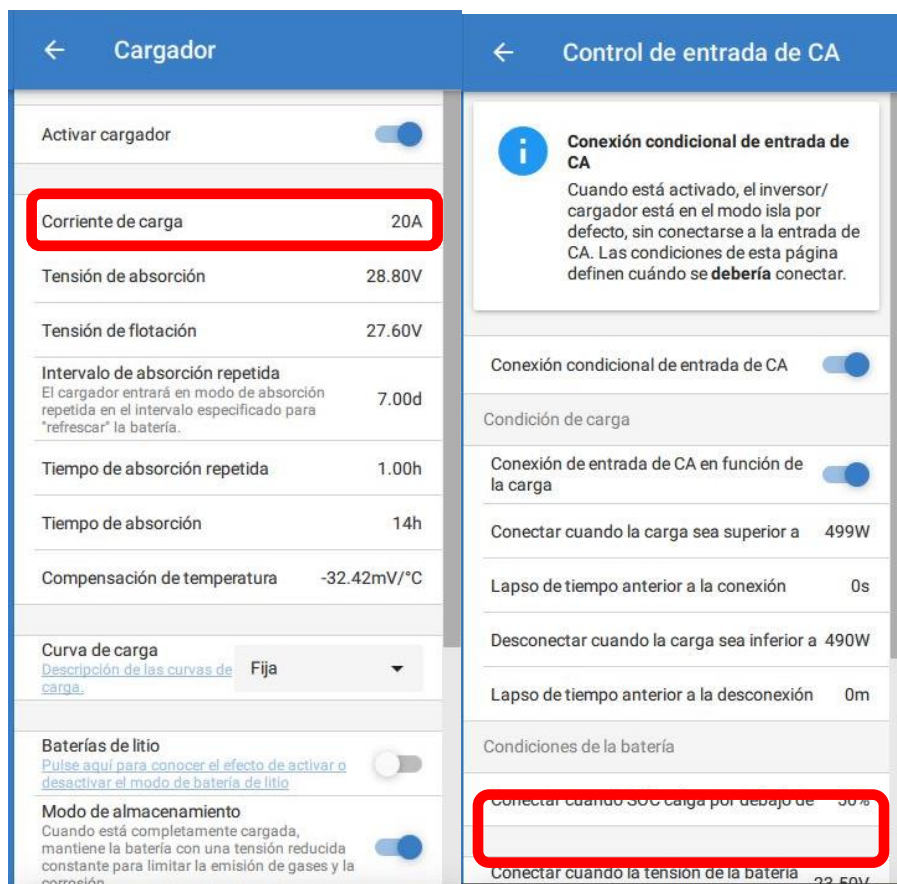 Cargador
Activar cargador
Corriente de carga 20A
Tensión de absorción 28.80V
Tensión de flotación 27.60V
Intervalo de absorción repetida
El cargador entrará en modo de absorción
repetida en el intervalo especificado para
"refrescar" la batería.
7.00d
Tiempo de absorción repetida 1.00h
Tiempo de absorción 14h
Compensación de temperatura -32.42mV/°C
Curva de carga
Descripción de las curvas de
carga.
Fija
Baterías de litio
Pulse aquí para conocer el efecto de activar o
desactivar el modo de batería de litio
Modo de almacenamiento
Cuando está completamente cargada,
mantiene la batería con una tensión reducida
constante para limitar la emisión de gases y la
corrosión
Control de entrada de CA
Conexión condicional de entrada de
CA
Cuando está activado, el inversor/
cargador está en el modo isla por
defecto, sin conectarse a la entrada de
CA. Las condiciones de esta página
definen cuándo se debería conectar.
Conexión condicional de entrada de CA
Condición de carga
Conexión de entrada de CA en función de
la carga
Conectar cuando la carga sea superior a 499W
Lapso de tiempo anterior a la conexión 0s
Desconectar cuando la carga sea inferior a 490W
Lapso de tiempo anterior a la desconexión 0m
Condiciones de la batería
Conectar cuando SOC caiga por debajo de
Conectar cuando la tensión de la batería 23.50V